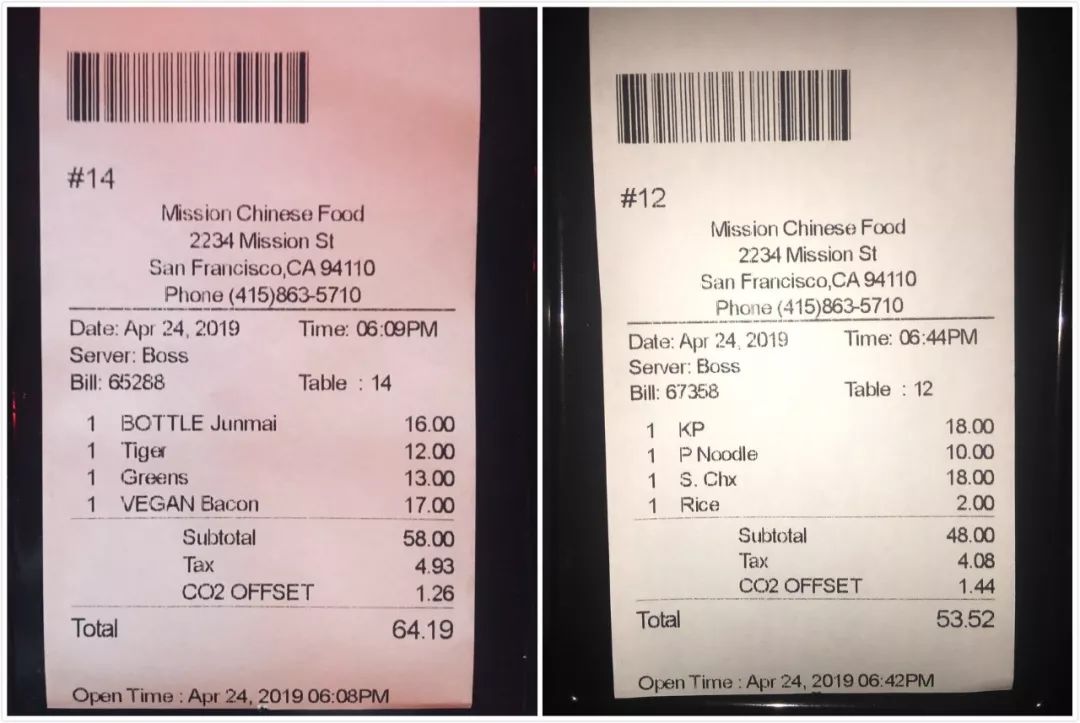 #14
Mission Chinese Food
2234 Mission St
San Francisco,CA 94110
Phone (415)863-5710
Date: Apr 24, 2019 Time: 06:09PM
Server: Boss
Bill: 65288 Table : 14
1 BOTTLE Junmai 16.00
1 Tiger 12.00
1 Greens 13.00
1 VEGAN Bacon 17.00
Subtotal 58.00
Tax 4.93
CO2 OFFSET 1.26
Total 64.19
Open Time : Apr 24, 2019 06:08PM
#12
Mission Chinese Food
2234 Mission St
San Francisco,CA 94110
Phone (415)863-5710
Date: Apr 24, 2019 Time: 06:44PM
Server: Boss
Bill: 67358 Table : 12
1 KP 18.00
1 P Noodle 10.00
1 S. Chx 18.00
1 Rice 2.00
Subtotal 48.00
Tax 4.08
CO2 OFFSET 1.44
Total 53.52
Open Time : Apr 24, 2019 06:42PM